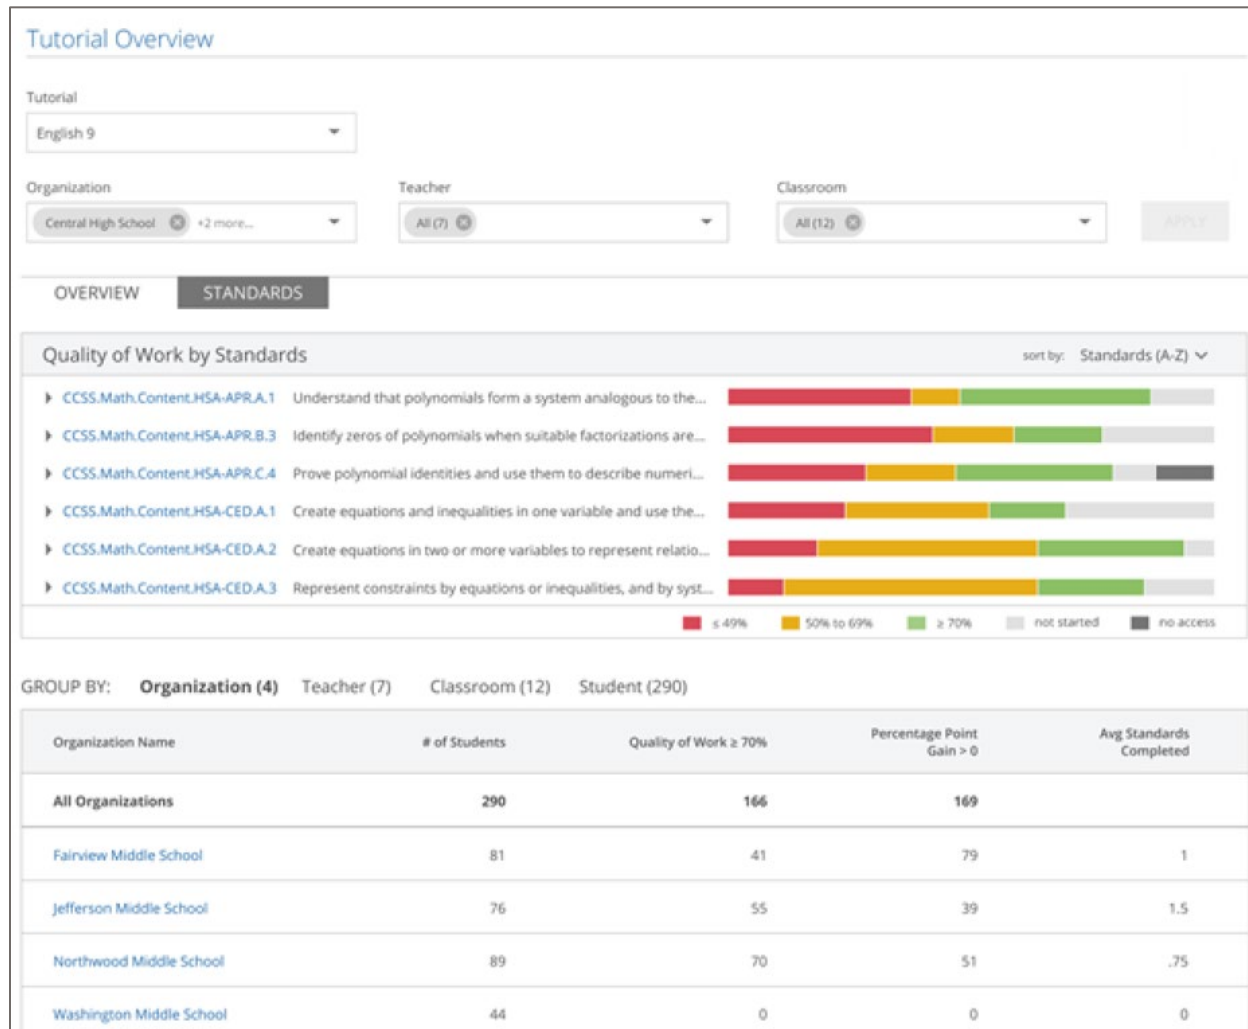 Tutorial Overview
Tutorial
English 9
Organization Teacher Classroom
Central High School +2 more... All (7) All (12) APPLY
OVERVIEW STANDARDS
Quality of Work by Standards sort by: Standards (A-Z)
CCSS.Math.Content.HSA-APR.A.1 Understand that polynomials form a system analogous to the...
CCSS.Math.Content.HSA-APR.B.3 Identify zeros of polynomials when suitable factorizations are...
CCSS.Math.Content.HSA-APR.C.4 Prove polynomial identities and use them to describe numeri...
CCSS.Math.Content.HSA-CED.A.1 Create equations and inequalities in one variable and use the...
CCSS.Math.Content.HSA-CED.A.2 Create equations in two or more variables to represent relatio...
CCSS.Math.Content.HSA-CED.A.3 Represent constraints by equations or inequalities, and by syst...
≤ 49% 50% to 69% ≥ 70% not started no access
GROUP BY: Organization (4) Teacher (7) Classroom (12) Student (290)
Organization Name # of Students Quality of Work ≥ 70% Percentage Point Gain > 0 Avg Standards Completed
All Organizations 290 166 169
Fairview Middle School 81 41 79 1
Jefferson Middle School 76 55 39 1.5
Northwood Middle School 89 70 51 .75
Washington Middle School 44 0 0 0